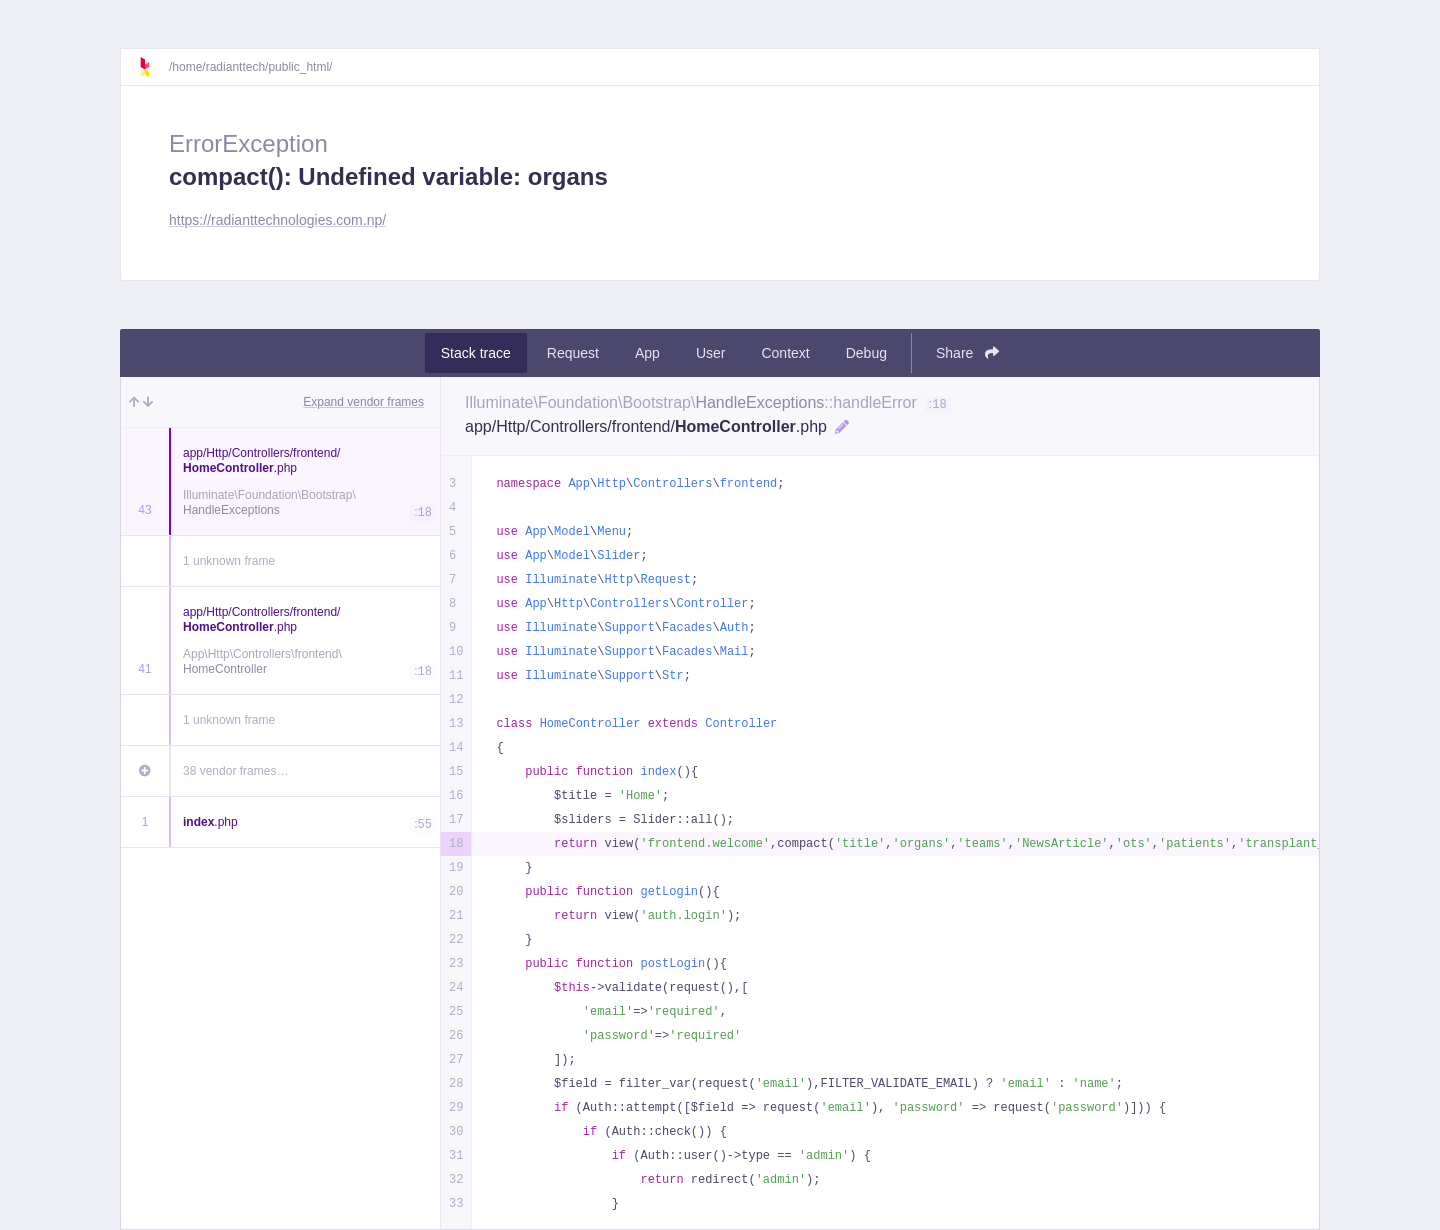 /home/radianttech/public_html/
ErrorException
compact(): Undefined variable: organs
https://radianttechnologies.com.np/
Stack trace Request App User Context Debug Share
Expand vendor frames
app/Http/Controllers/frontend/
HomeController.php
Illuminate\Foundation\Bootstrap\
43 HandleExceptions :18
1 unknown frame
app/Http/Controllers/frontend/
HomeController.php
App\Http\Controllers\frontend\
41 HomeController :18
1 unknown frame
38 vendor frames…
1 index.php :55
Illuminate\Foundation\Bootstrap\HandleExceptions::handleError :18
app/Http/Controllers/frontend/HomeController.php
3 namespace App\Http\Controllers\frontend;
4
5 use App\Model\Menu;
6 use App\Model\Slider;
7 use Illuminate\Http\Request;
8 use App\Http\Controllers\Controller;
9 use Illuminate\Support\Facades\Auth;
10 use Illuminate\Support\Facades\Mail;
11 use Illuminate\Support\Str;
12
13 class HomeController extends Controller
14 {
15 public function index(){
16 $title = 'Home';
17 $sliders = Slider::all();
18 return view('frontend.welcome',compact('title','organs','teams','NewsArticle','ots','patients','transplant_
19 }
20 public function getLogin(){
21 return view('auth.login');
22 }
23 public function postLogin(){
24 $this->validate(request(),[
25 'email'=>'required',
26 'password'=>'required'
27 ]);
28 $field = filter_var(request('email'),FILTER_VALIDATE_EMAIL) ? 'email' : 'name';
29 if (Auth::attempt([$field => request('email'), 'password' => request('password')])) {
30 if (Auth::check()) {
31 if (Auth::user()->type == 'admin') {
32 return redirect('admin');
33 }